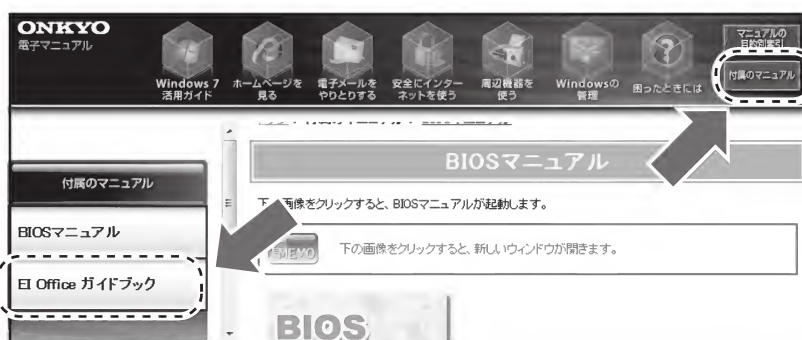 ONKYO
電子マニュアル
Windows 7
活用ガイド
ホームページを
見る
電子メールを
やりとりする
安全にインター
ネットを使う
周辺機器を
使う
Windowsの
管理
困ったときには
マニュアルの
目的別索引
付属のマニュアル
BIOSマニュアル
付属のマニュアル
下の画像をクリックすると、BIOSマニュアルが起動します。
BIOSマニュアル
下の画像をクリックすると、新しいウィンドウが開きます。
EI Office ガイドブック
BIOS